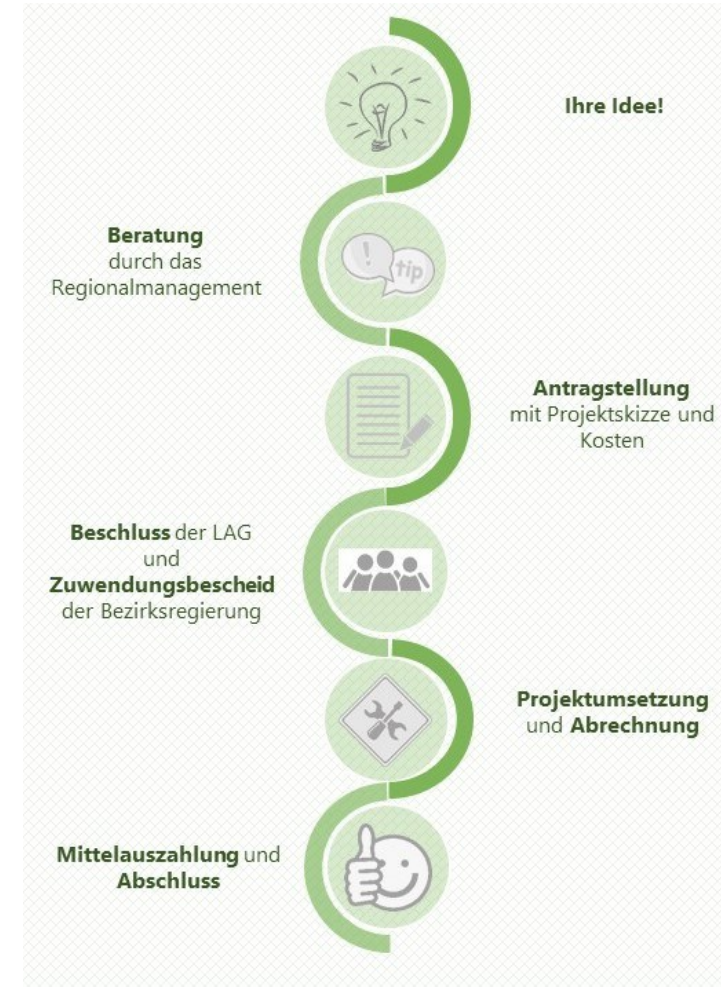 Ihre Idee!
Beratung
durch das
Regionalmanagement
!
tip
Antragstellung
mit Projektskizze und
Kosten
Beschluss der LAG
und
Zuwendungsbescheid
der Bezirksregierung
Projektumsetzung
und Abrechnung
Mittelauszahlung und
Abschluss